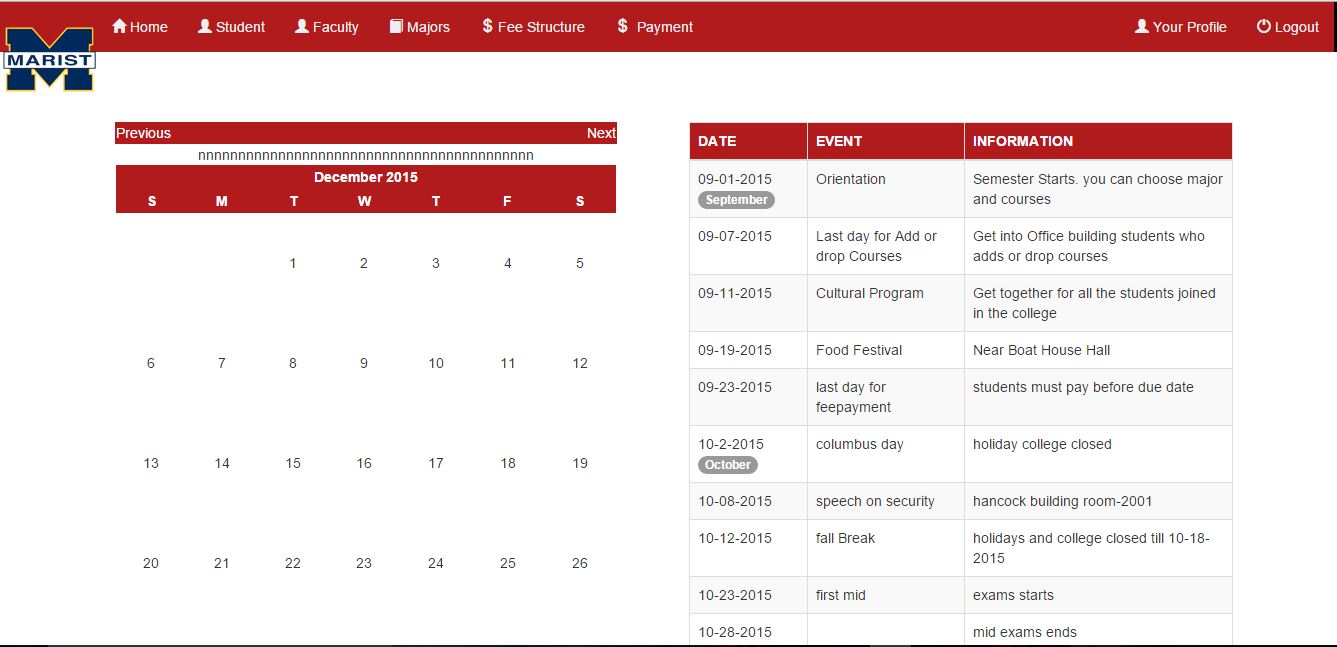 Home Student Faculty Majors $ Fee Structure $ Payment Your Profile Logout
MARIST
Previous Next
nnnnnnnnnnnnnnnnnnnnnnnnnnnnnnnnnnnnnnnnnn
December 2015
S M T W T F S
1 2 3 4 5
6 7 8 9 10 11 12
13 14 15 16 17 18 19
20 21 22 23 24 25 26
DATE EVENT INFORMATION
09-01-2015 Orientation Semester Starts. you can choose major
September and courses
09-07-2015 Last day for Add or Get into Office building students who
drop Courses adds or drop courses
09-11-2015 Cultural Program Get together for all the students joined
in the college
09-19-2015 Food Festival Near Boat House Hall
09-23-2015 last day for students must pay before due date
feepayment
10-2-2015 columbus day holiday college closed
October
10-08-2015 speech on security hancock building room-2001
10-12-2015 fall Break holidays and college closed till 10-18-
2015
10-23-2015 first mid exams starts
10-28-2015 mid exams ends